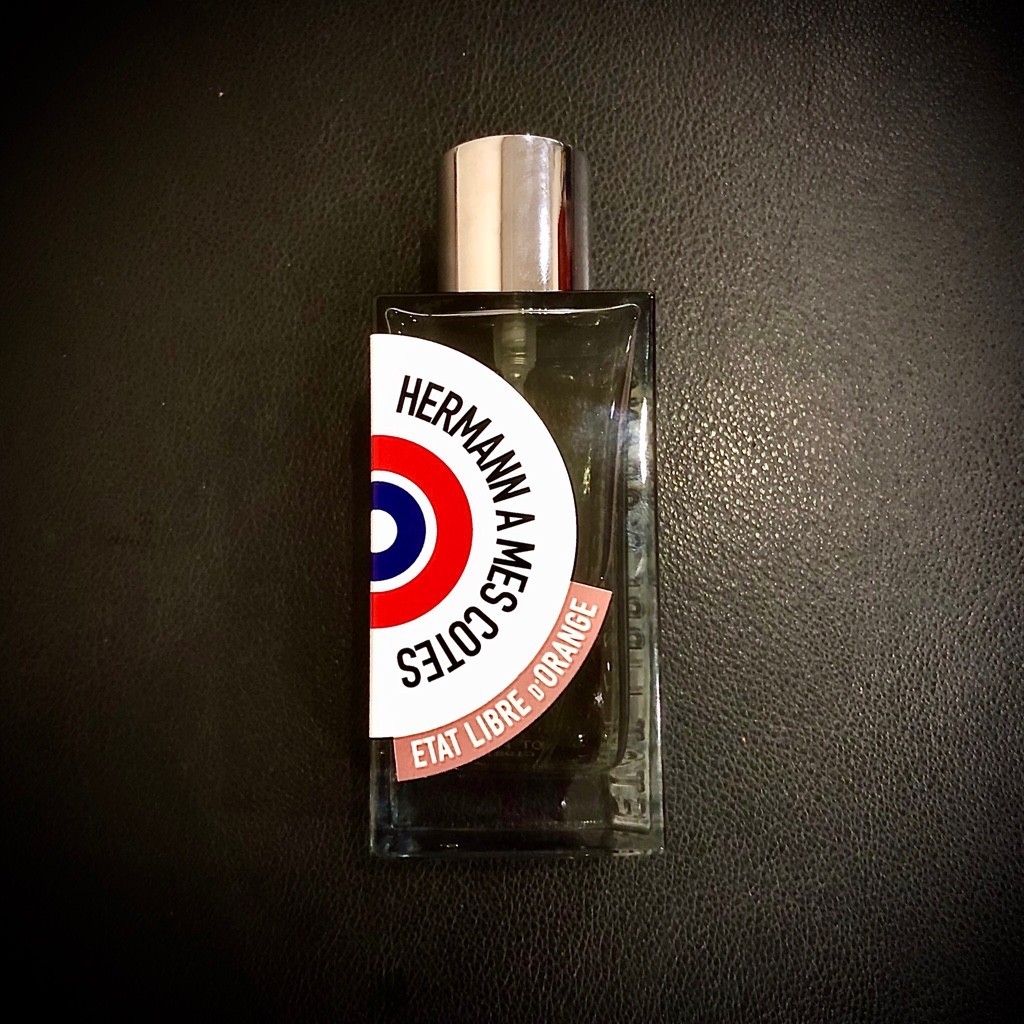 HERMANN A MES COTES
ETAT LIBRE D'ORANGE